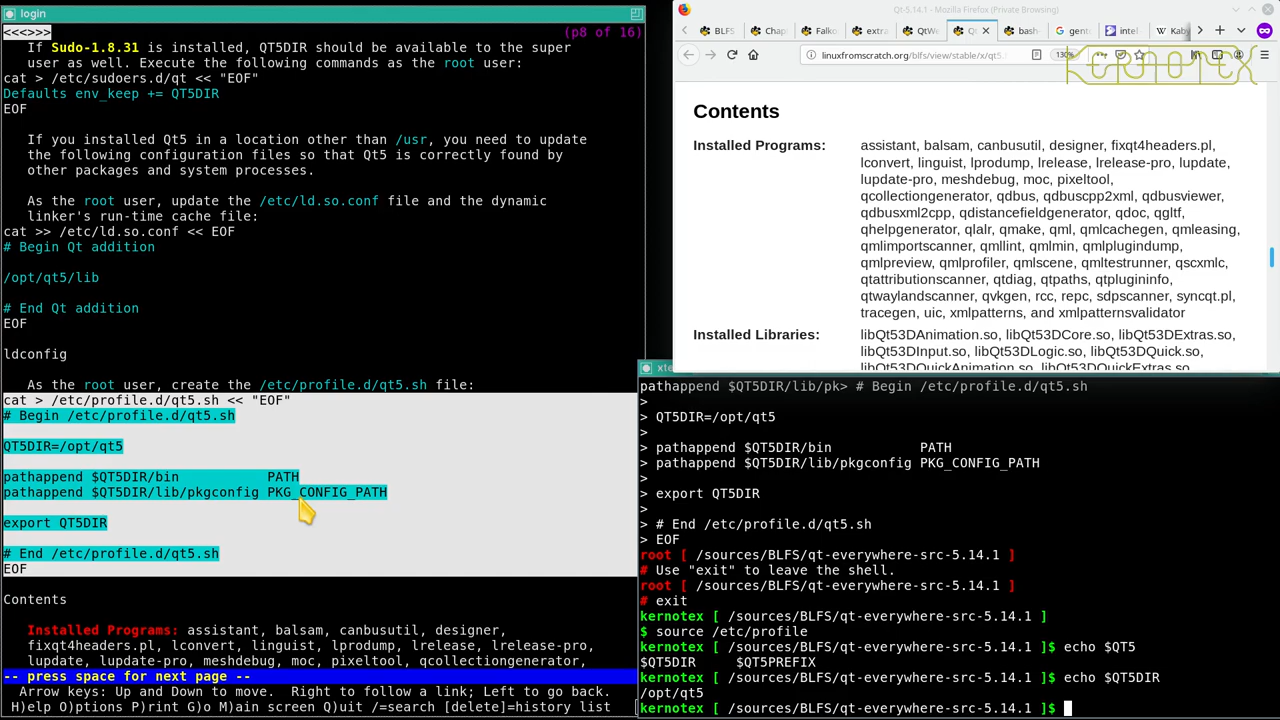 login
<<<>>>
(p8 of 16)
If Sudo-1.8.31 is installed, QT5DIR should be available to the super
user as well. Execute the following commands as the root user:
cat > /etc/sudoers.d/qt << "EOF"
Defaults env_keep += QT5DIR
EOF
If you installed Qt5 in a location other than /usr, you need to update
the following configuration files so that Qt5 is correctly found by
other packages and system processes.
As the root user, update the /etc/ld.so.conf file and the dynamic
linker's run-time cache file:
cat >> /etc/ld.so.conf << EOF
# Begin Qt addition
/opt/qt5/lib
# End Qt addition
EOF
ldconfig
As the root user, create the /etc/profile.d/qt5.sh file:
cat > /etc/profile.d/qt5.sh << "EOF"
# Begin /etc/profile.d/qt5.sh
QT5DIR=/opt/qt5
pathappend $QT5DIR/bin           PATH
pathappend $QT5DIR/lib/pkgconfig PKG_CONFIG_PATH
export QT5DIR
# End /etc/profile.d/qt5.sh
EOF
Contents
Installed Programs: assistant, balsam, canbusutil, designer,
fixqt4headers.pl, lconvert, linguist, lprodump, lrelease, lrelease-pro,
lupdate, lupdate-pro, meshdebug, moc, pixeltool, qcollectiongenerator,
-- press space for next page --
Arrow keys: Up and Down to move.  Right to follow a link; Left to go back.
H)elp O)ptions P)rint G)o M)ain screen Q)uit /=search [delete]=history list
Qt-5.14.1 - Mozilla Firefox (Private Browsing)
BLFS
Chap
Falko
extra
QtWe
Qt
bash
gent
intel
Kaby
linuxfromscratch.org/blfs/view/stable/x/qt5.
130%
KERNOTEX
Contents
Installed Programs: assistant, balsam, canbusutil, designer, fixqt4headers.pl,
lconvert, linguist, lprodump, lrelease, lrelease-pro, lupdate,
lupdate-pro, meshdebug, moc, pixeltool,
qcollectiongenerator, qdbus, qdbuscpp2xml, qdbusviewer,
qdbusxml2cpp, qdistancefieldgenerator, qdoc, qgltf,
qhelpgenerator, qlalr, qmake, qml, qmlcachegen, qmleasing,
qmlimportscanner, qmllint, qmlmin, qmlplugindump,
qmlpreview, qmlprofiler, qmlscene, qmltestrunner, qscxmlc,
qtattributionscanner, qtdiag, qtpaths, qtplugininfo,
qtwaylandscanner, qvkgen, rcc, repc, sdpscanner, syncqt.pl,
tracegen, uic, xmlpatterns, and xmlpatternsvalidator
Installed Libraries: libQt53DAnimation.so, libQt53DCore.so, libQt53DExtras.so,
libQt53DInput.so, libQt53DLogic.so, libQt53DQuick.so,
libQt53DQuickAnimation.so, libQt53DQuickExtras.so
pathappend $QT5DIR/lib/pk> # Begin /etc/profile.d/qt5.sh
>
> QT5DIR=/opt/qt5
>
> pathappend $QT5DIR/bin           PATH
> pathappend $QT5DIR/lib/pkgconfig PKG_CONFIG_PATH
>
> export QT5DIR
>
> # End /etc/profile.d/qt5.sh
> EOF
root [ /sources/BLFS/qt-everywhere-src-5.14.1 ]
# Use "exit" to leave the shell.
root [ /sources/BLFS/qt-everywhere-src-5.14.1 ]
# exit
kernotex [ /sources/BLFS/qt-everywhere-src-5.14.1 ]
$ source /etc/profile
kernotex [ /sources/BLFS/qt-everywhere-src-5.14.1 ]$ echo $QT5
$QT5DIR     $QT5PREFIX
kernotex [ /sources/BLFS/qt-everywhere-src-5.14.1 ]$ echo $QT5DIR
/opt/qt5
kernotex [ /sources/BLFS/qt-everywhere-src-5.14.1 ]$